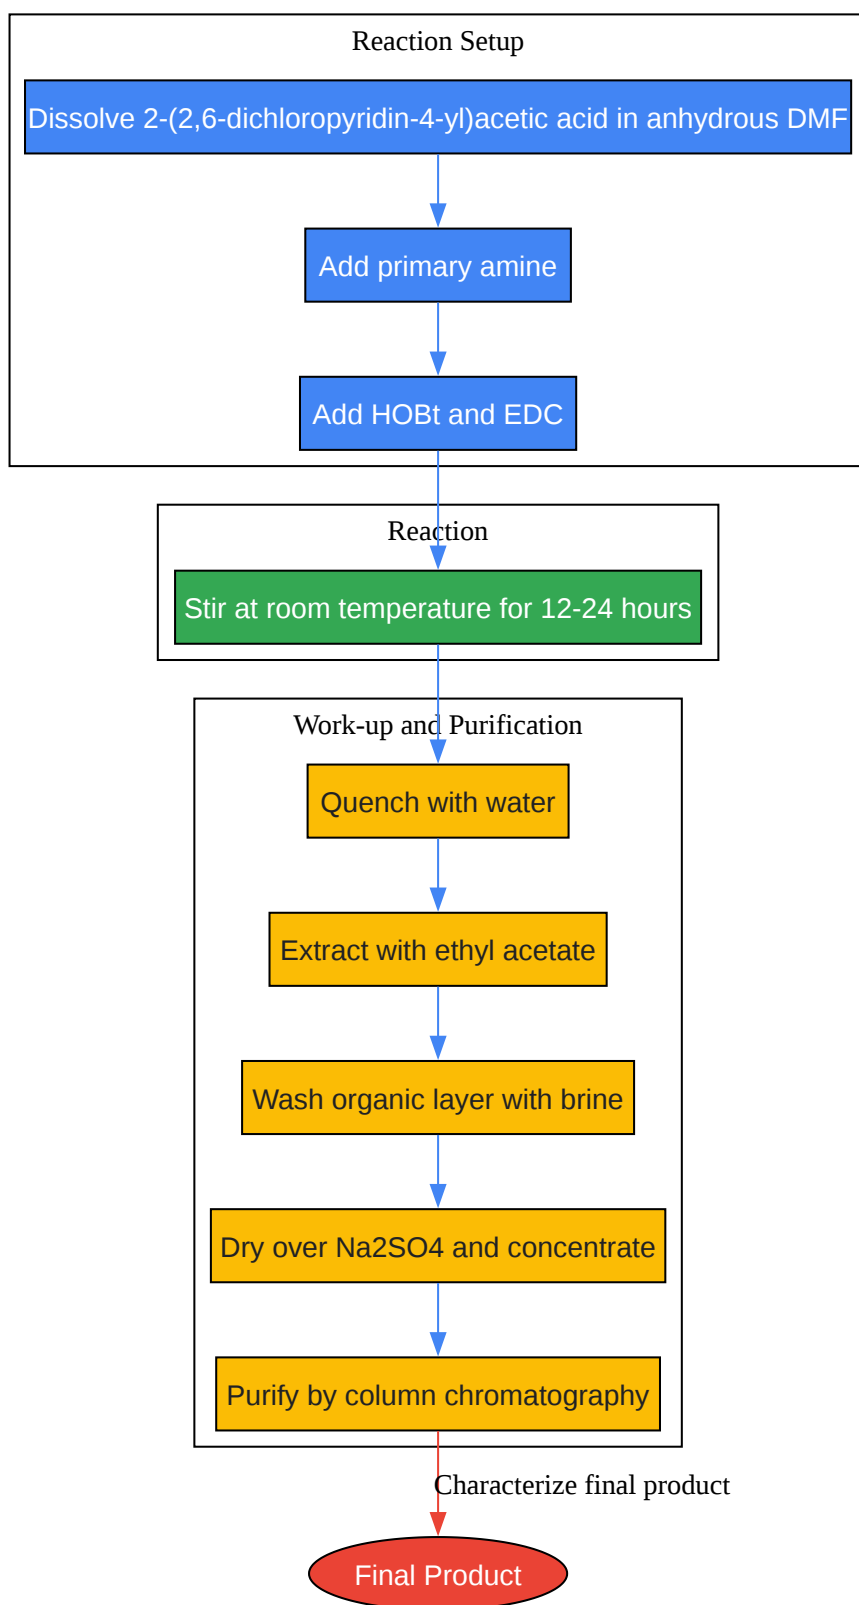 Reaction Setup
Dissolve 2-(2,6-dichloropyridin-4-yl)acetic acid in anhydrous DMF
Add primary amine
Add HOBt and EDC
Reaction
Stir at room temperature for 12-24 hours
Work-up and Purification
Quench with water
Extract with ethyl acetate
Wash organic layer with brine
Dry over Na2SO4 and concentrate
Purify by column chromatography
Characterize final product
Final Product